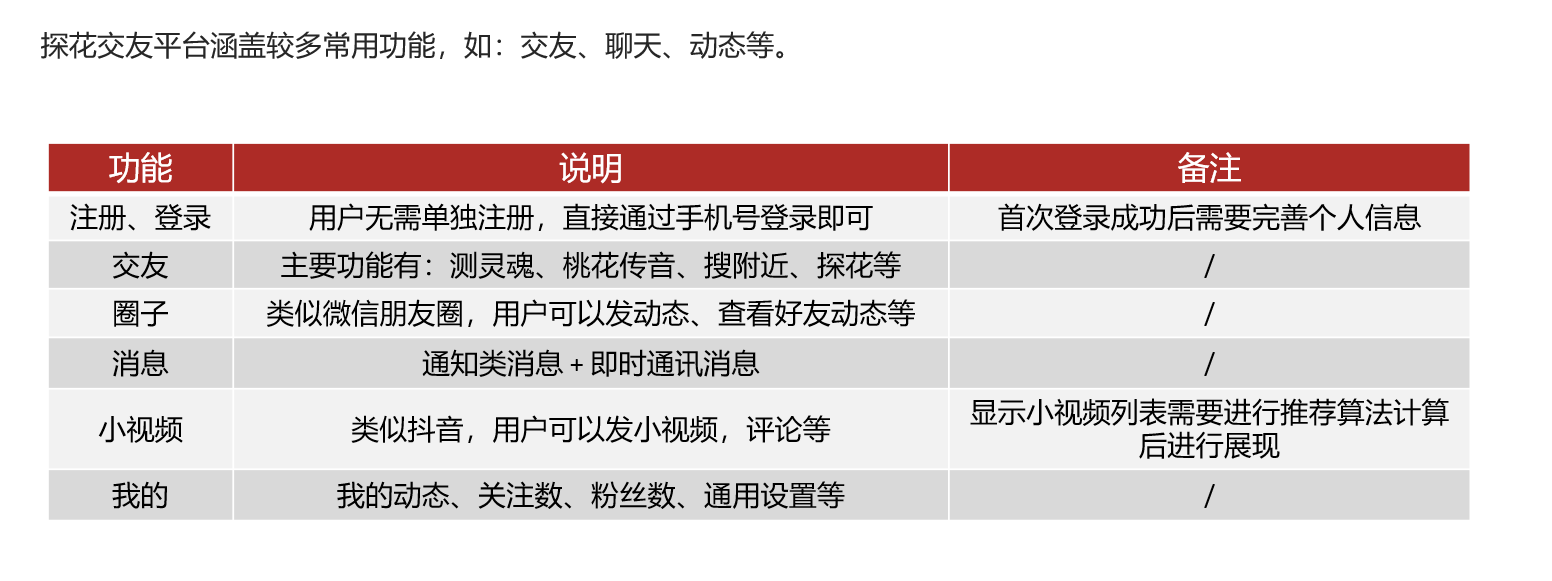 探花交友平台涵盖较多常用功能，如：交友、聊天、动态等。
功能 说明 备注
注册、登录 用户无需单独注册，直接通过手机号登录即可 首次登录成功后需要完善个人信息
交友 主要功能有：测灵魂、桃花传音、搜附近、探花等 /
圈子 类似微信朋友圈，用户可以发动态、查看好友动态等 /
消息 通知类消息 + 即时通讯消息 /
小视频 类似抖音，用户可以发小视频，评论等 显示小视频列表需要进行推荐算法计算
后进行展现
我的 我的动态、关注数、粉丝数、通用设置等 /